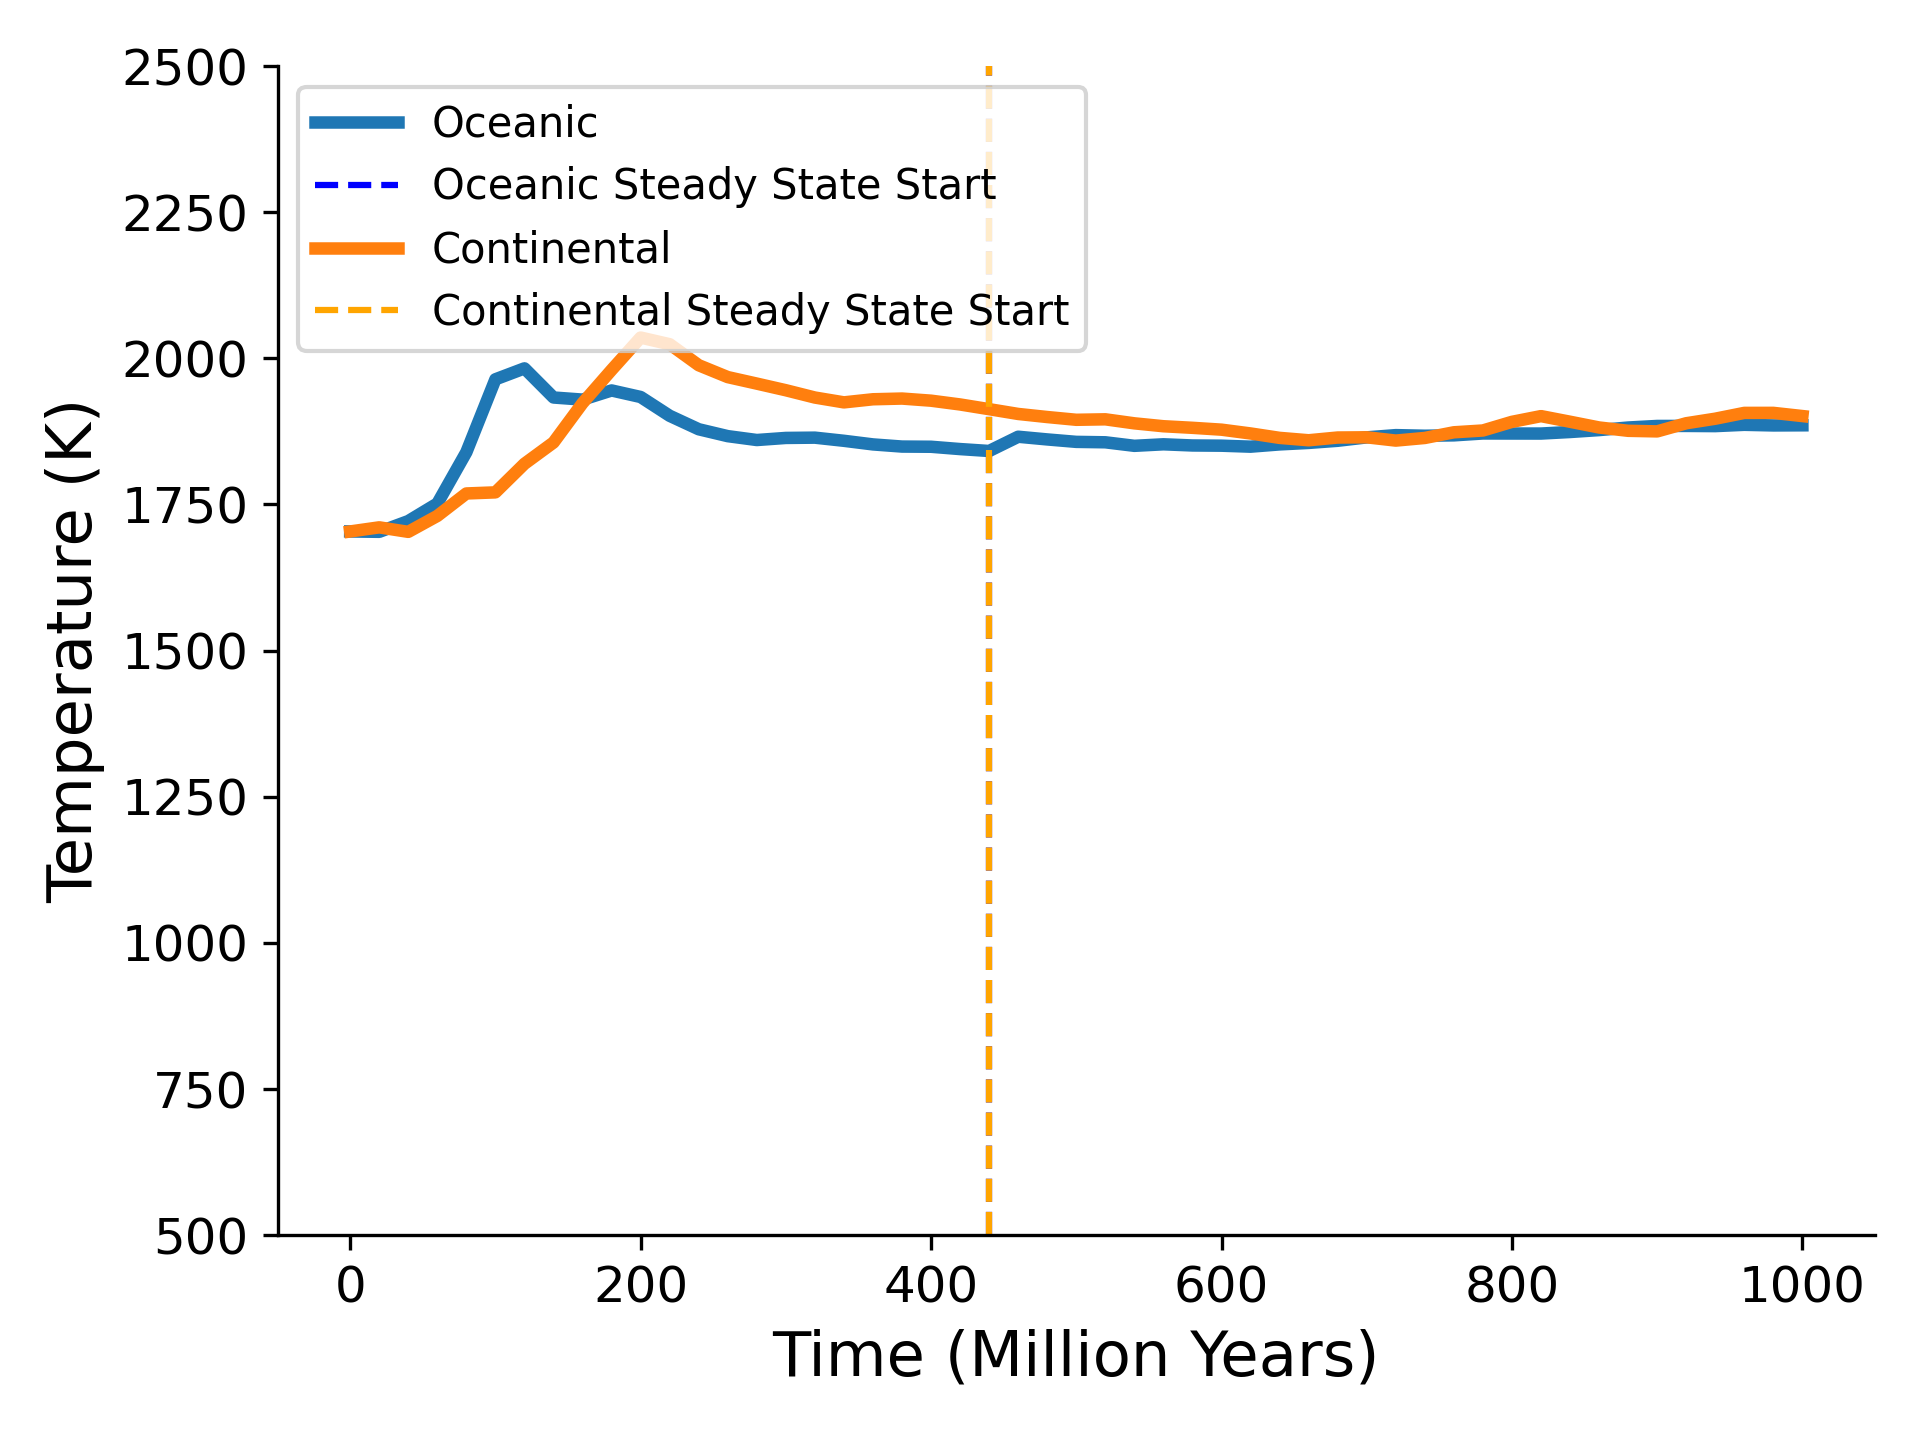 2500
2250
2000
1750
1500
1250
1000
750
500
Temperature (K)
Oceanic
Oceanic Steady State Start
Continental
Continental Steady State Start
0 200 400 600 800 1000
Time (Million Years)